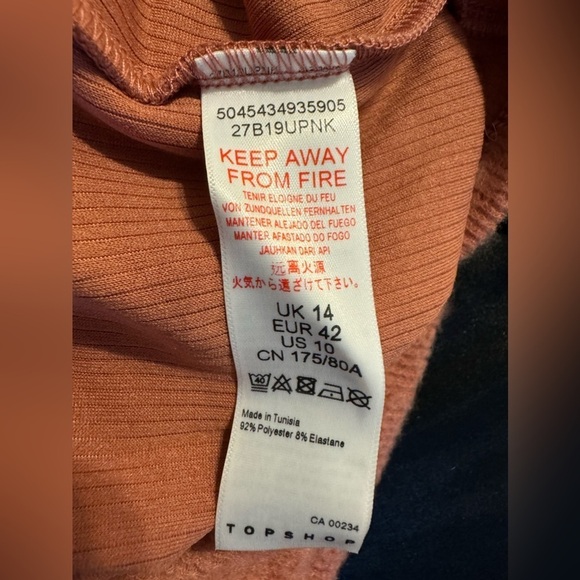 5045434935905
27B19UPNK
KEEP AWAY
FROM FIRE
TENIR ELOIGNE DU FEU
VON ZUNDQUELLEN FERNHALTEN
MANTENER ALEJADO DEL FUEGO
MANTER AFASTADO DO FOGO
JAUHKAN DARI API
远离火源
火気から遠ざけて下さい。
UK 14
EUR 42
US 10
CN 175/80A
40
Made in Tunisia
92% Polyester 8% Elastane
CA 00234
TOPSHOP